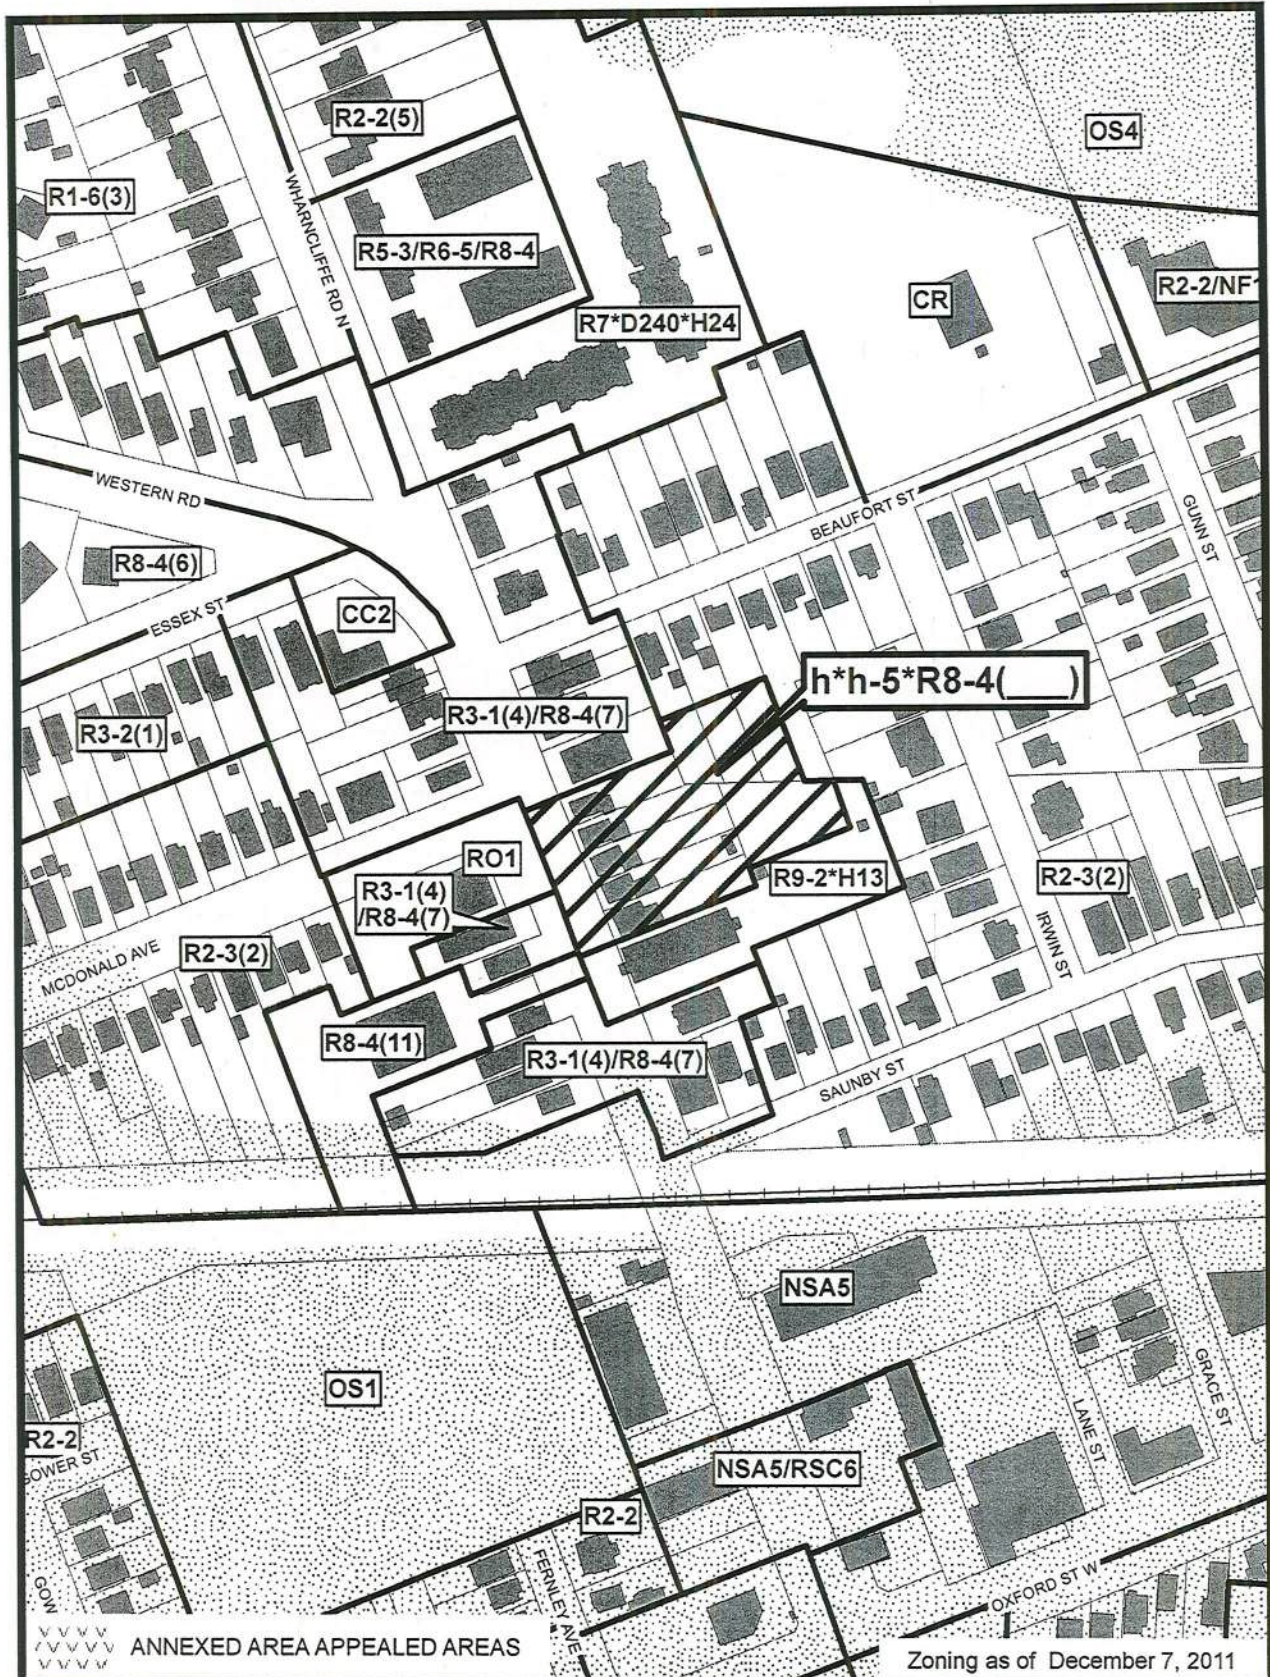 R2-2(5)
OS4
R1-6(3)
WHARNCLIFFE RD N
R5-3/R6-5/R8-4
R2-2/NF1
CR
R7*D240*H24
WESTERN RD
BEAUFORT ST
GUNN ST
R8-4(6)
ESSEX ST
CC2
h*h-5*R8-4(____)
R3-1(4)/R8-4(7)
R3-2(1)
RO1
R9-2*H13
R2-3(2)
R3-1(4)
/R8-4(7)
IRWIN ST
MCDONALD AVE
R2-3(2)
R8-4(11)
R3-1(4)/R8-4(7)
SAUNBY ST
NSA5
OS1
GRACE ST
LANE ST
R2-2
GOWER ST
NSA5/RSC6
R2-2
FERNLEY AVE
OXFORD ST W
GOW
ANNEXED AREA APPEALED AREAS
Zoning as of December 7, 2011